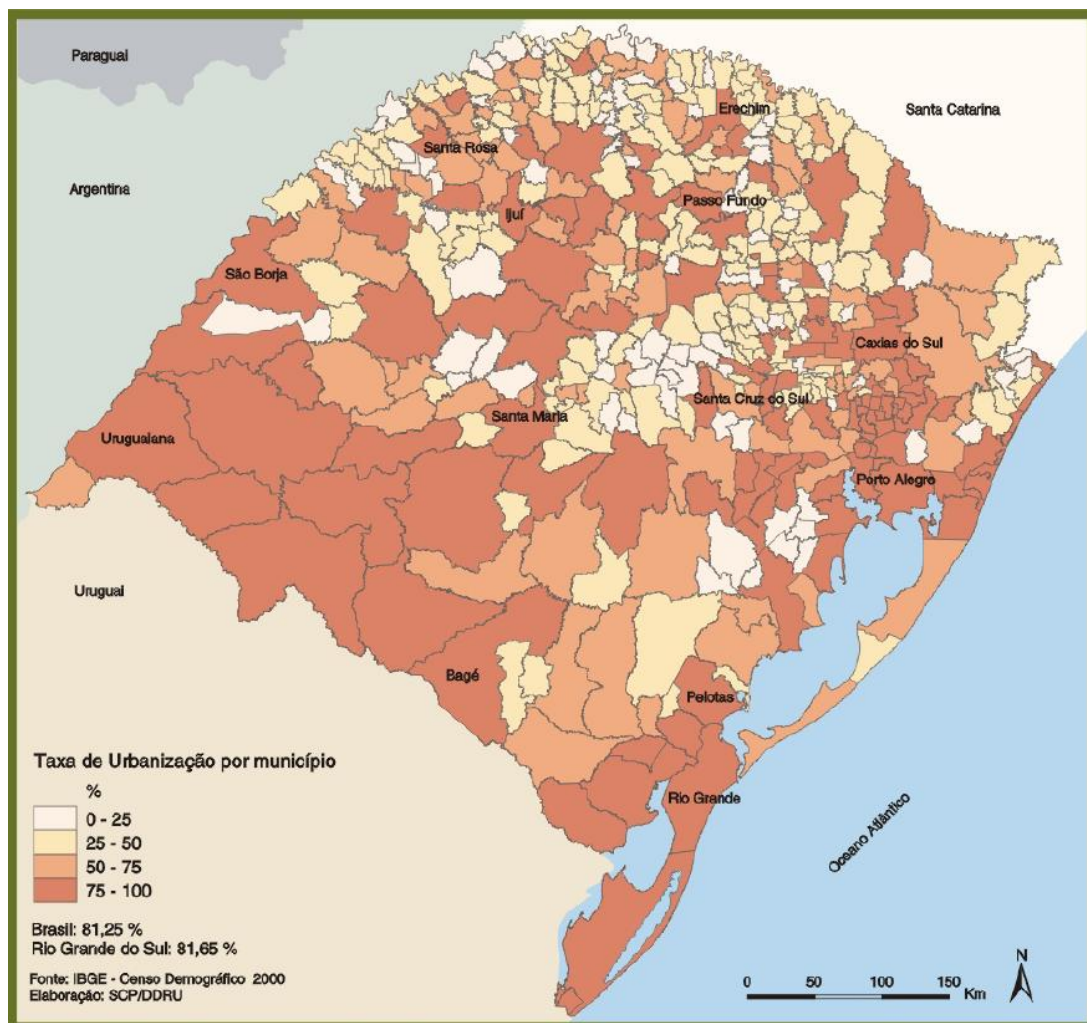 Paraguai
Santa Catarina
Argentina
Erechim
Santa Rosa
Passo Fundo
Ijuí
São Borja
Caxias do Sul
Santa Cruz do Sul
Santa Maria
Uruguaiana
Porto Alegre
Uruguai
Bagé
Pelotas
Rio Grande
Oceano Atlântico
Taxa de Urbanização por município
%
0 - 25
25 - 50
50 - 75
75 - 100
Brasil: 81,25 %
Rio Grande do Sul: 81,65 %
Fonte: IBGE - Censo Demográfico 2000
Elaboração: SCP/DDRU
N
0 50 100 150
Km